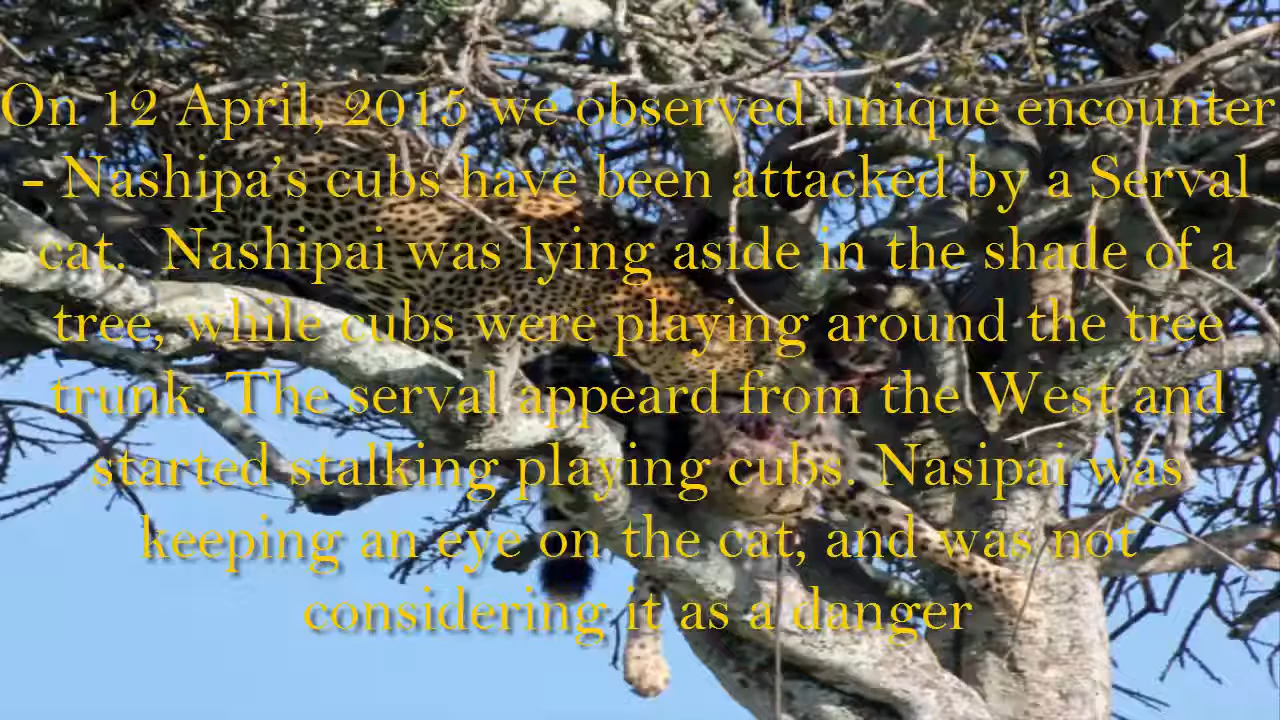 On 12 April, 2015 we observed unique encounter
- Nashipa's cubs have been attacked by a Serval
cat.  Nashipai was lying aside in the shade of a
tree, while cubs were playing around the tree
trunk. The serval appeard from the West and
started stalking playing cubs. Nasipai was
keeping an eye on the cat, and was not
considering it as a danger